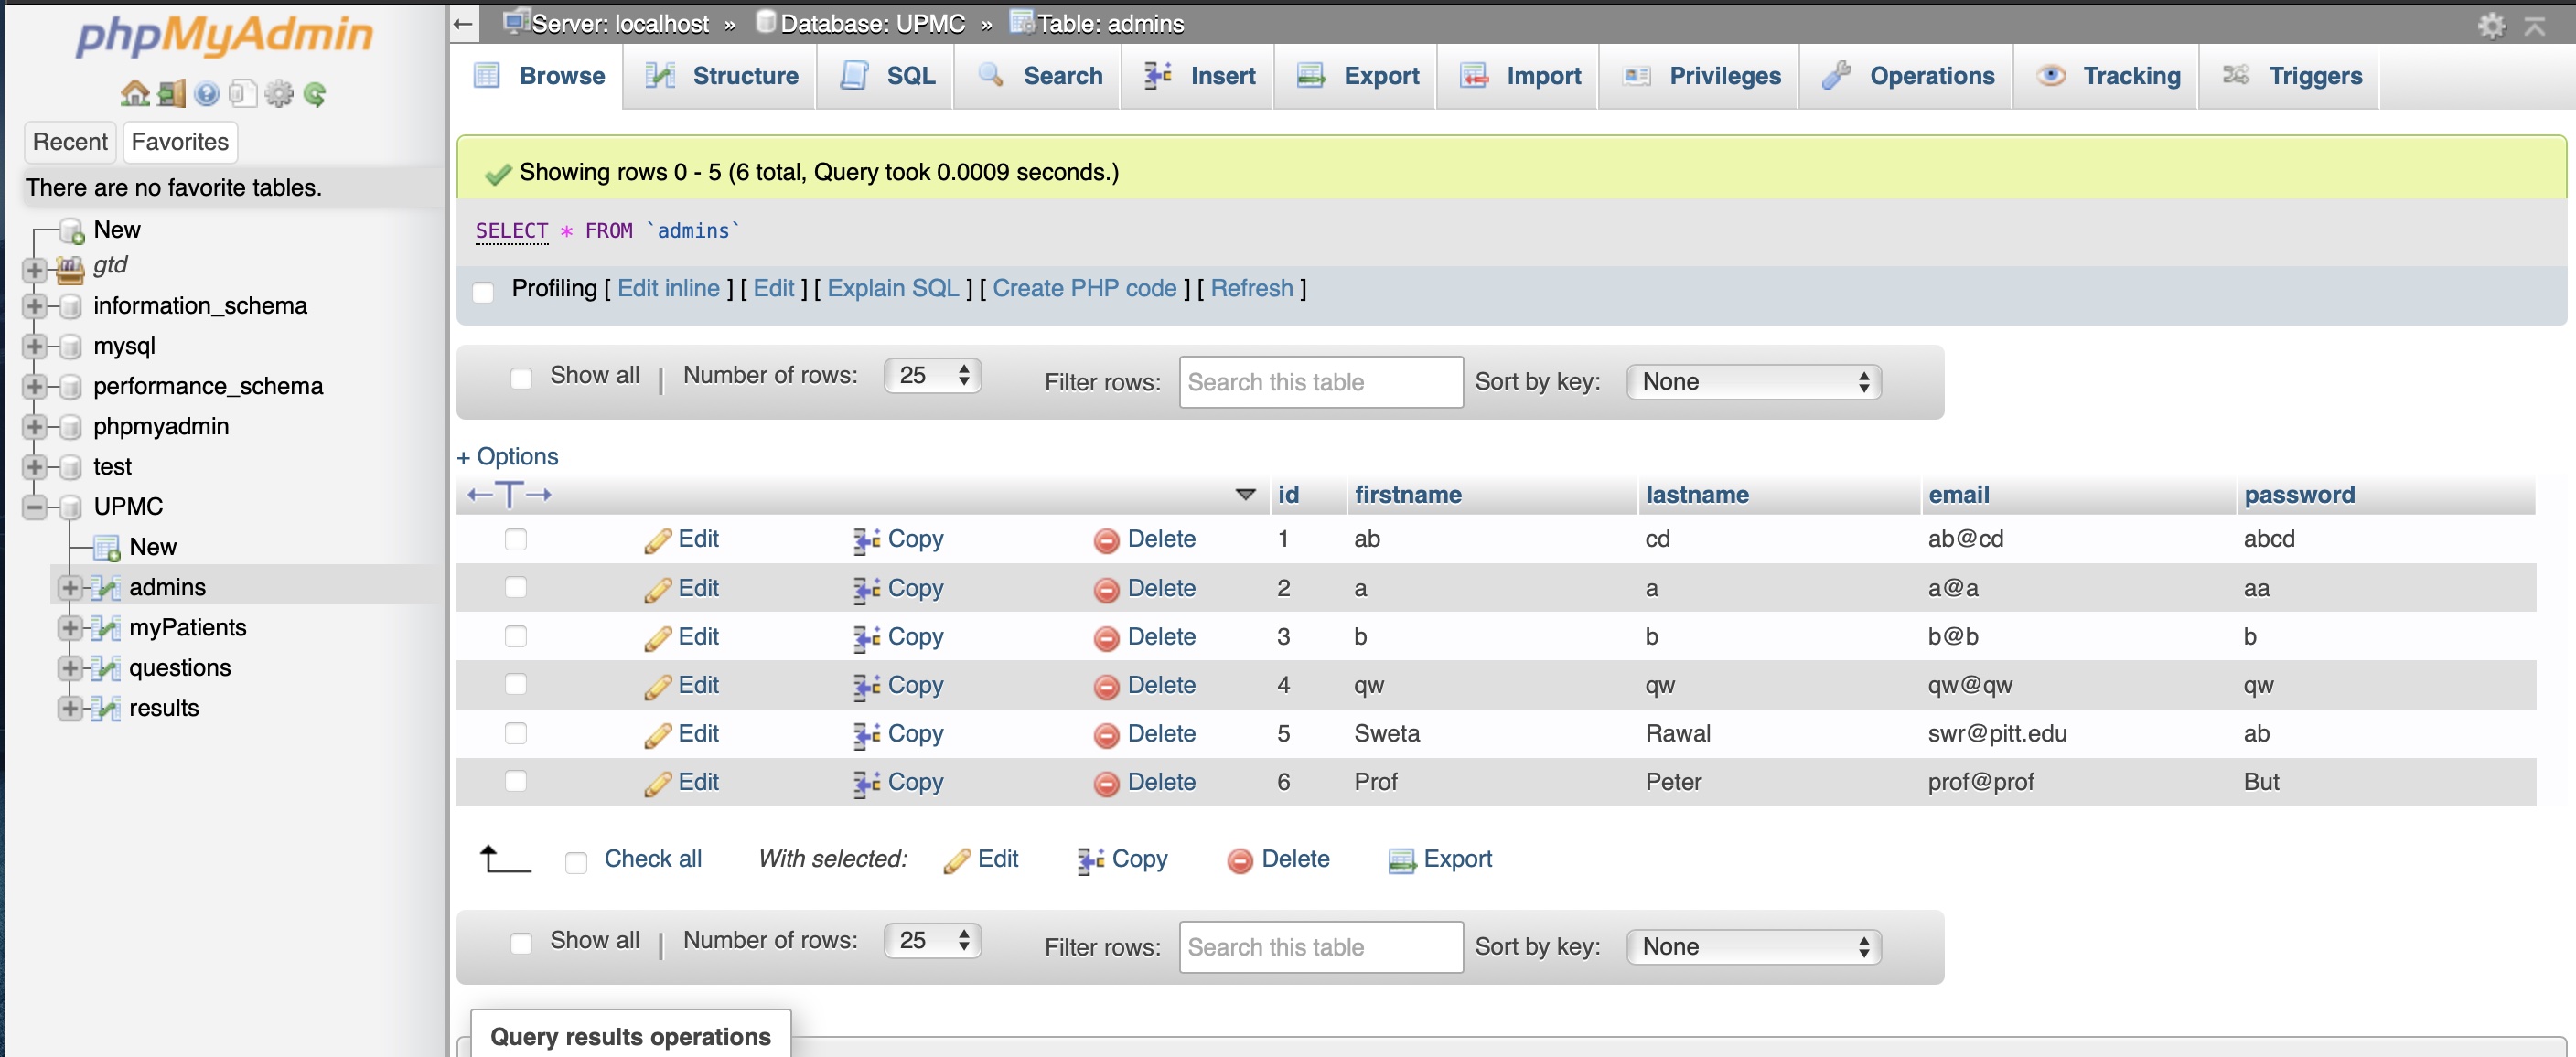 phpMyAdmin
Recent Favorites
There are no favorite tables.
New
gtd
information_schema
mysql
performance_schema
phpmyadmin
test
UPMC
New
admins
myPatients
questions
results
Server: localhost » Database: UPMC » Table: admins
Browse Structure SQL Search Insert Export Import Privileges Operations Tracking Triggers
Showing rows 0 - 5 (6 total, Query took 0.0009 seconds.)
SELECT * FROM `admins`
Profiling [ Edit inline ] [ Edit ] [ Explain SQL ] [ Create PHP code ] [ Refresh ]
Show all | Number of rows: 25 Filter rows: Search this table Sort by key: None
+ Options
←T→ id firstname lastname email password
Edit Copy Delete 1 ab cd ab@cd abcd
Edit Copy Delete 2 a a a@a aa
Edit Copy Delete 3 b b b@b b
Edit Copy Delete 4 qw qw qw@qw qw
Edit Copy Delete 5 Sweta Rawal swr@pitt.edu ab
Edit Copy Delete 6 Prof Peter prof@prof But
Check all With selected: Edit Copy Delete Export
Show all | Number of rows: 25 Filter rows: Search this table Sort by key: None
Query results operations